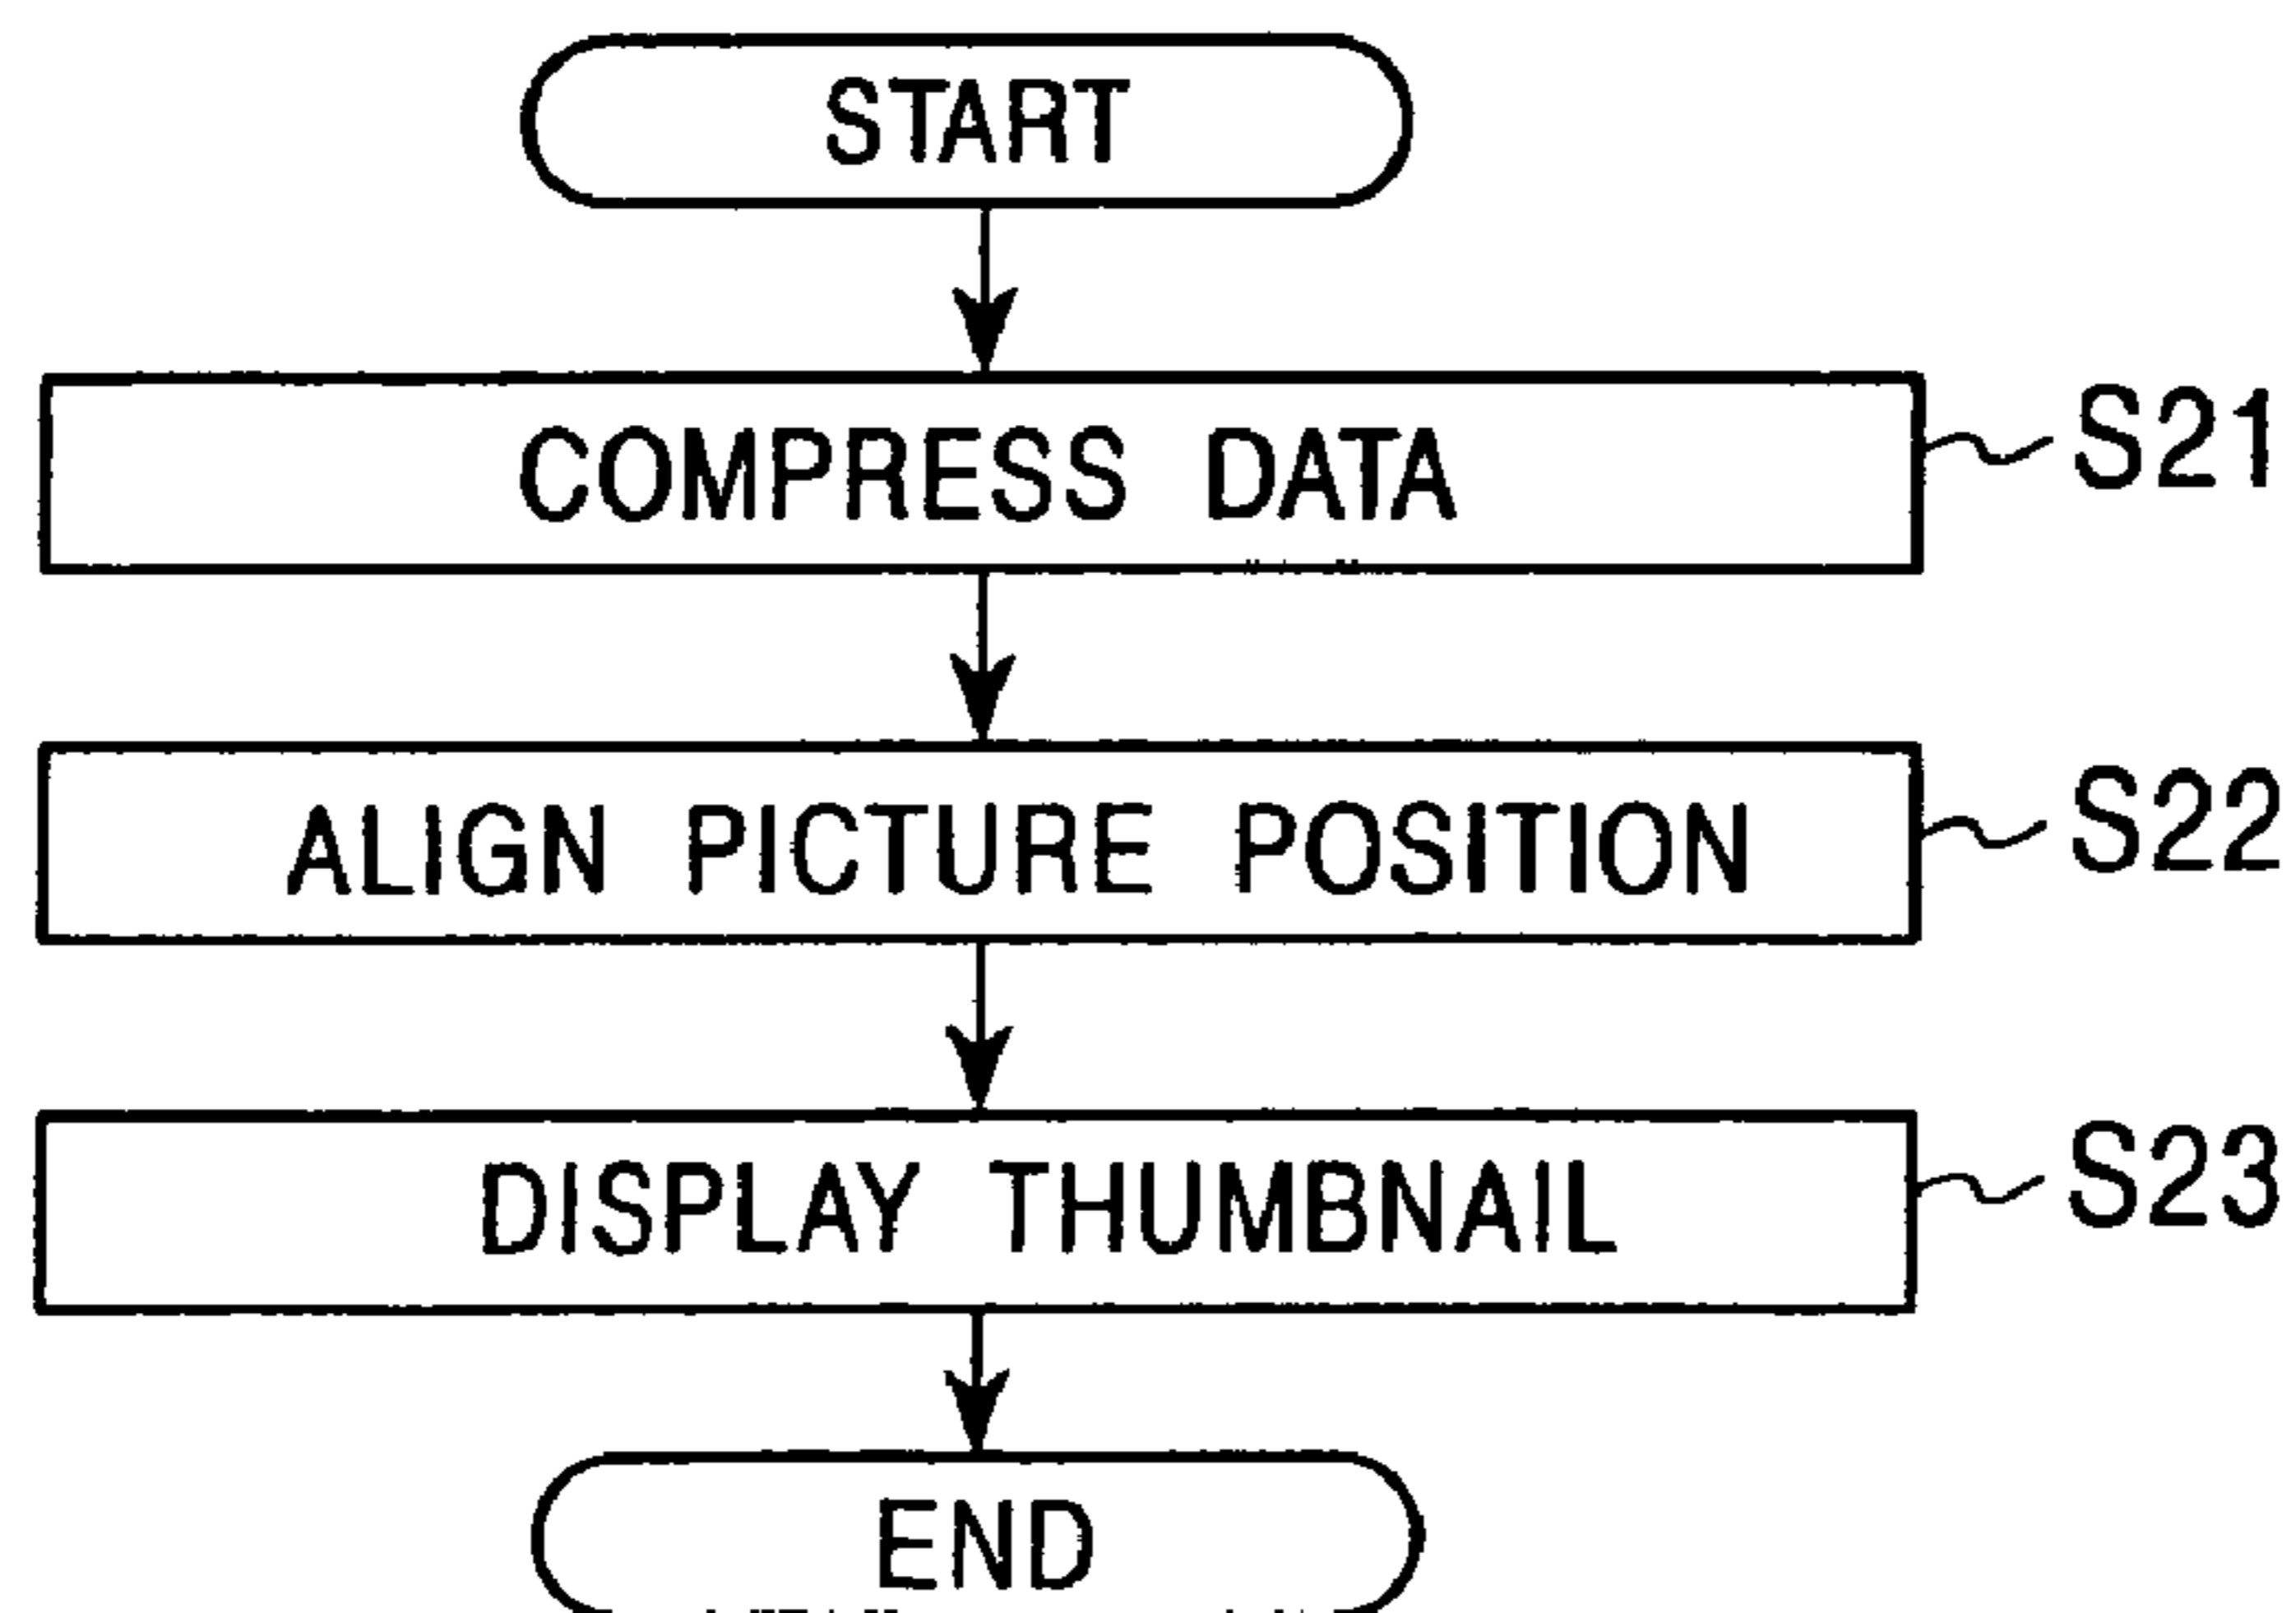 START
COMPRESS DATA S21
ALIGN PICTURE POSITION S22
DISPLAY THUMBNAIL S23
END